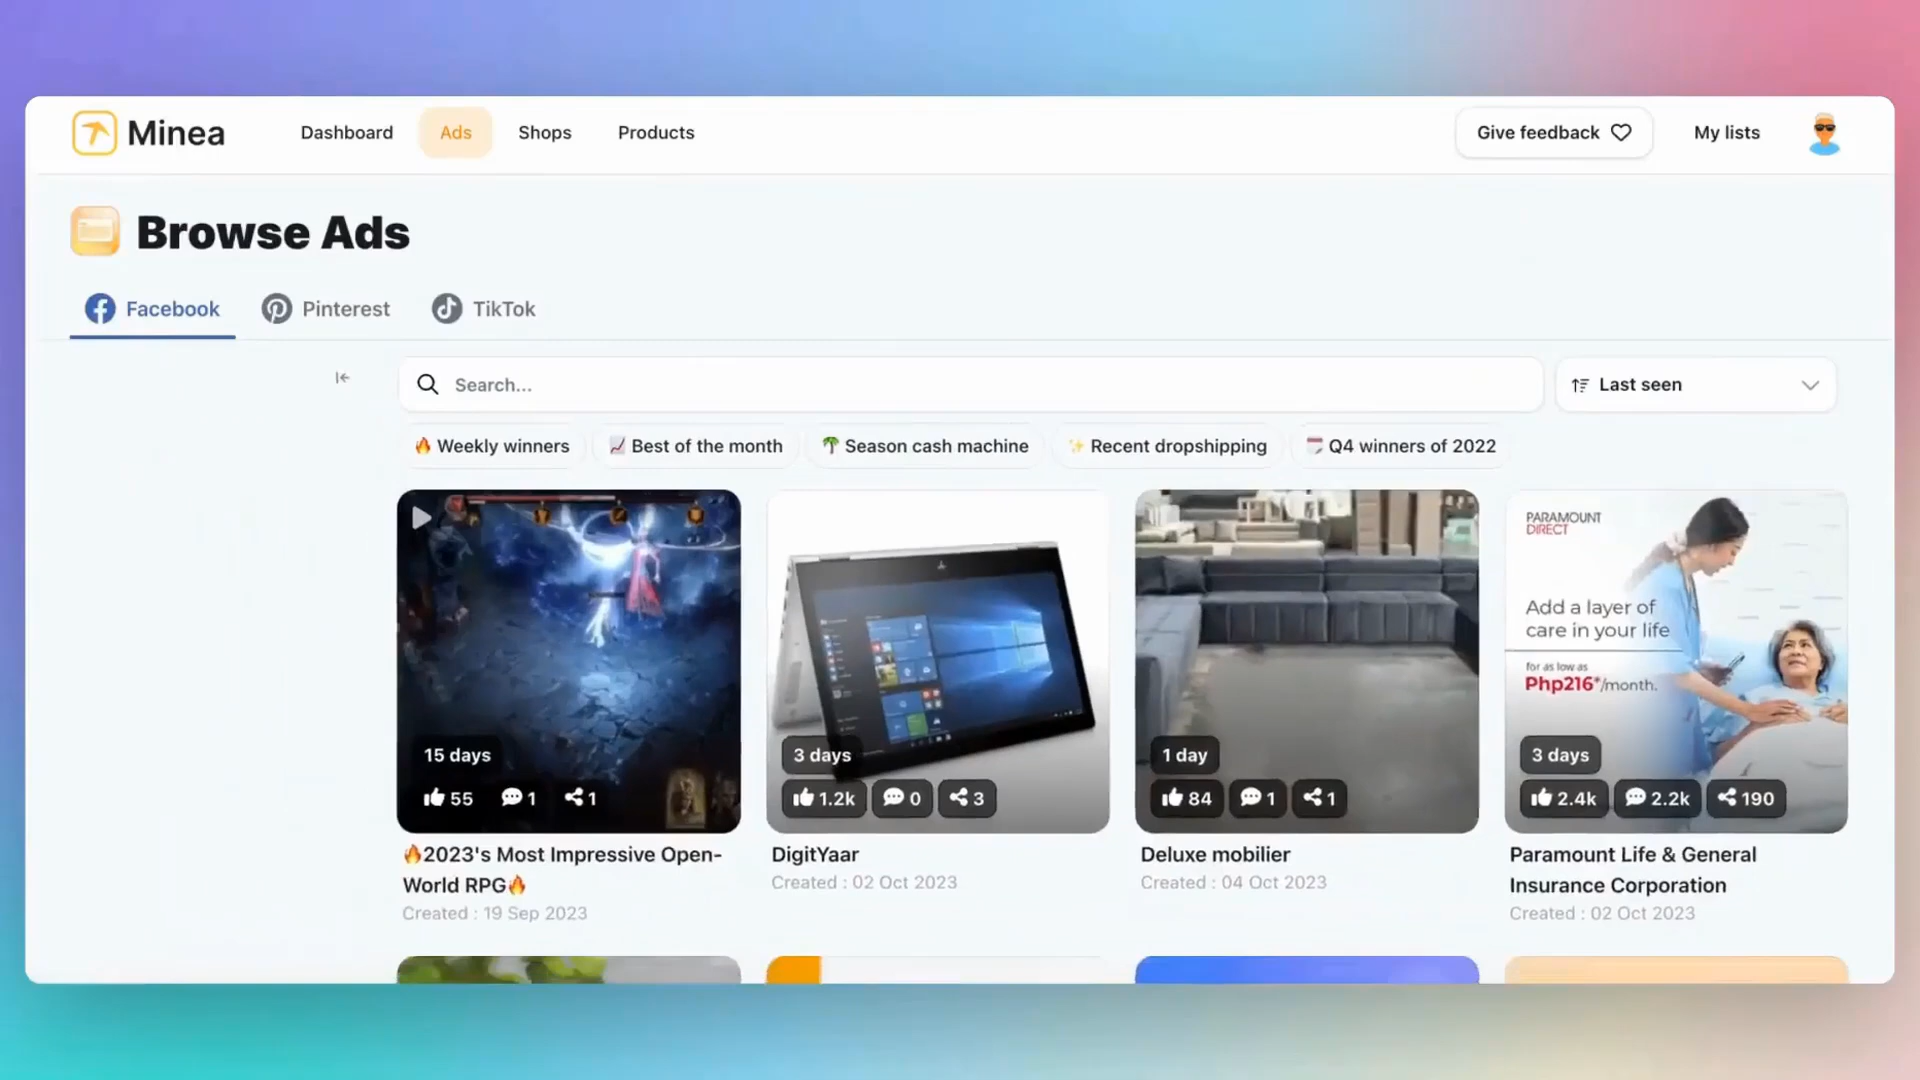 Minea
Dashboard
Ads
Shops
Products
Give feedback
My lists
Browse Ads
Facebook
Pinterest
TikTok
Search...
Last seen
🔥 Weekly winners
📈 Best of the month
🌴 Season cash machine
✨ Recent dropshipping
Q4 winners of 2022
15 days
55
1
1
🔥2023's Most Impressive Open-
World RPG🔥
Created : 19 Sep 2023
3 days
1.2k
0
3
DigitYaar
Created : 02 Oct 2023
1 day
84
1
1
Deluxe mobilier
Created : 04 Oct 2023
PARAMOUNT
DIRECT
Add a layer of
care in your life
for as low as
Php216*/month.
3 days
2.4k
2.2k
190
Paramount Life & General
Insurance Corporation
Created : 02 Oct 2023